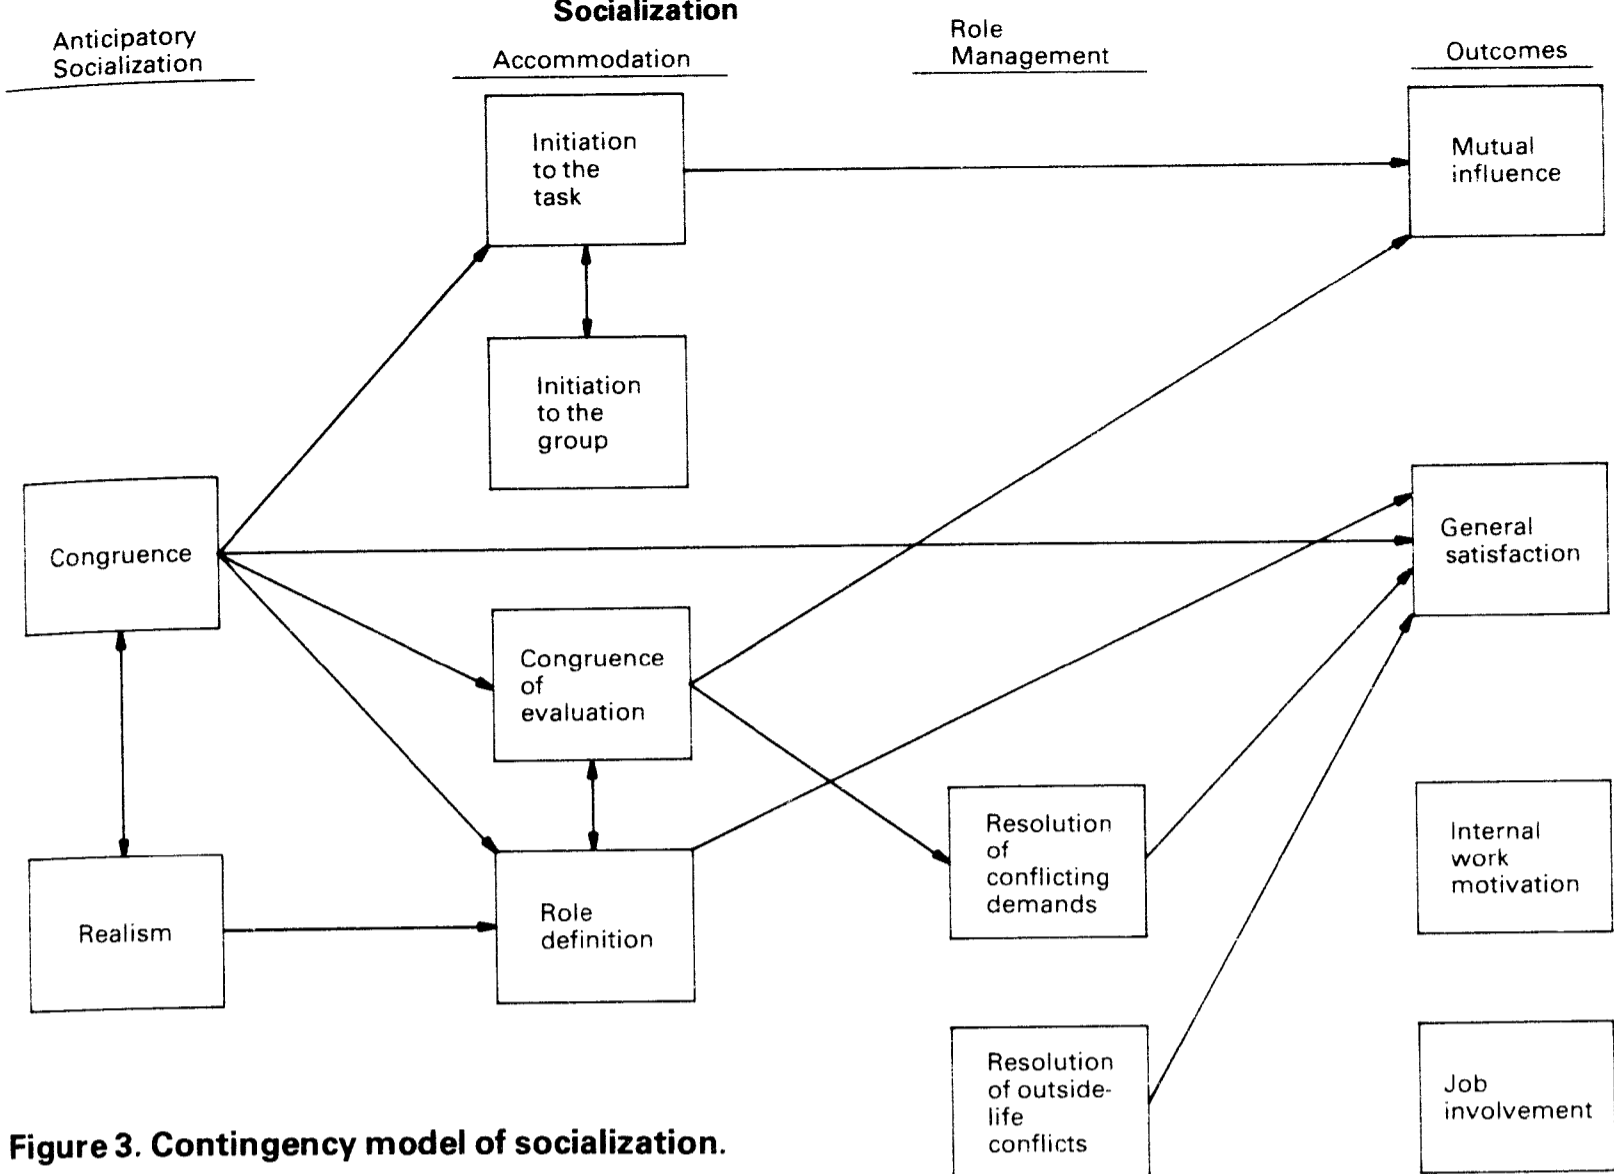 Socialization
Anticipatory
Socialization
Accommodation
Role
Management
Outcomes
Initiation
to the
task
Mutual
influence
Initiation
to the
group
Congruence
General
satisfaction
Congruence
of
evaluation
Resolution
of
conflicting
demands
Internal
work
motivation
Realism
Role
definition
Resolution
of outside-
life
conflicts
Job
involvement
Figure 3. Contingency model of socialization.